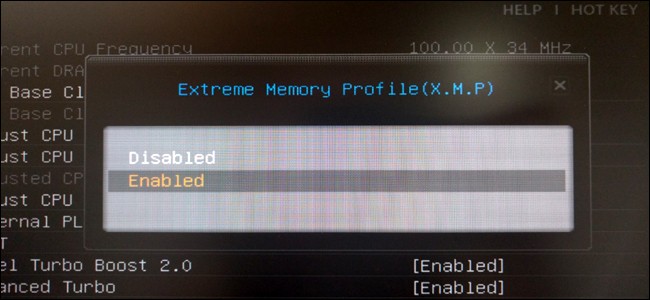 HELP | HOT KEY
rent CPU Frequency 100.00 X 34 MHz
rent DRA
Extreme Memory Profile(X.M.P) ×
Base Cl
Base Cl
ust CPU
Disabled
ust CPU
Enabled
usted CP
ust CPU
ernal PL
T
el Turbo Boost 2.0 [Enabled]
anced Turbo [Enabled]